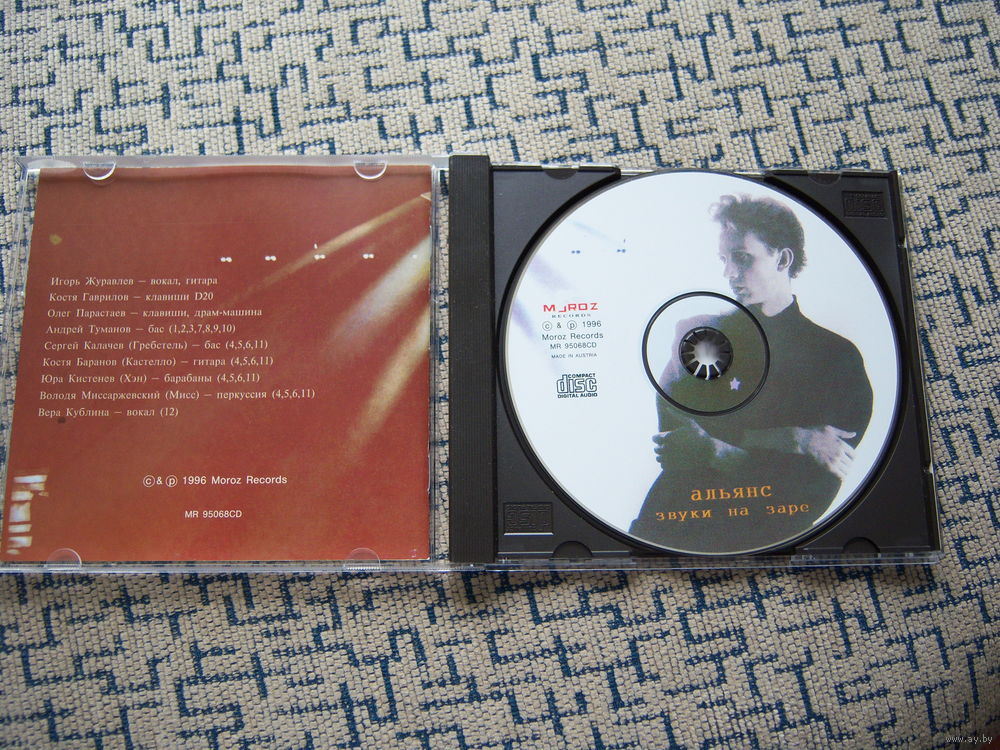 Игорь Журавлев — вокал, гитара
Костя Гаврилов — клавиши D20
Олег Парастаев — клавиши, драм-машина
Андрей Туманов — бас (1,2,3,7,8,9,10)
Сергей Калачев (Гребстель) — бас (4,5,6,11)
Костя Баранов (Кастелло) — гитара (4,5,6,11)
Юра Кистенев (Хэн) — барабаны (4,5,6,11)
Володя Миссаржевский (Мисс) — перкуссия (4,5,6,11)
Вера Кублина — вокал (12)
© & ℗ 1996 Moroz Records
MR 95068CD
MOROZ
RECORDS
© & ℗ 1996
Moroz Records
MR 95068CD
MADE IN AUSTRIA
COMPACT
disc
DIGITAL AUDIO
альянс
звуки на заре
www.ay.by